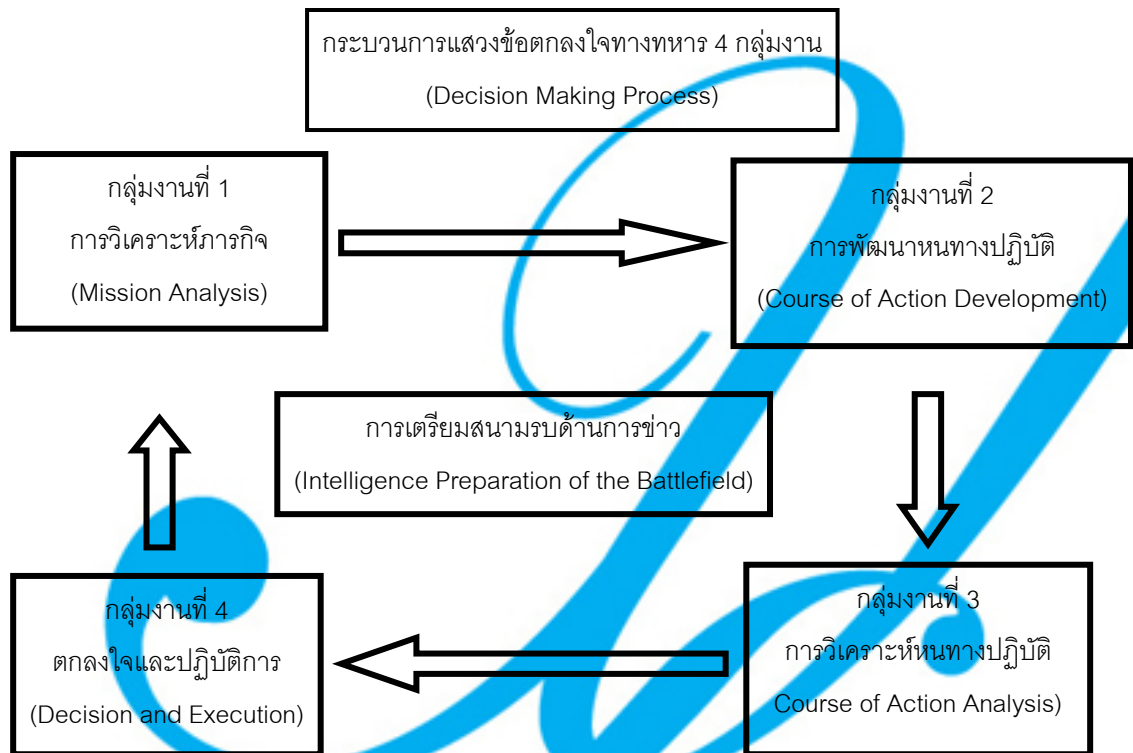 กระบวนการแสวงข้อตกลงใจทางทหาร 4 กลุ่มงาน
(Decision Making Process)
กลุ่มงานที่ 1
การวิเคราะห์ภารกิจ
(Mission Analysis)
กลุ่มงานที่ 2
การพัฒนาหนทางปฏิบัติ
(Course of Action Development)
การเตรียมสนามรบด้านการข่าว
(Intelligence Preparation of the Battlefield)
กลุ่มงานที่ 4
ตกลงใจและปฏิบัติการ
(Decision and Execution)
กลุ่มงานที่ 3
การวิเคราะห์หนทางปฏิบัติ
Course of Action Analysis)